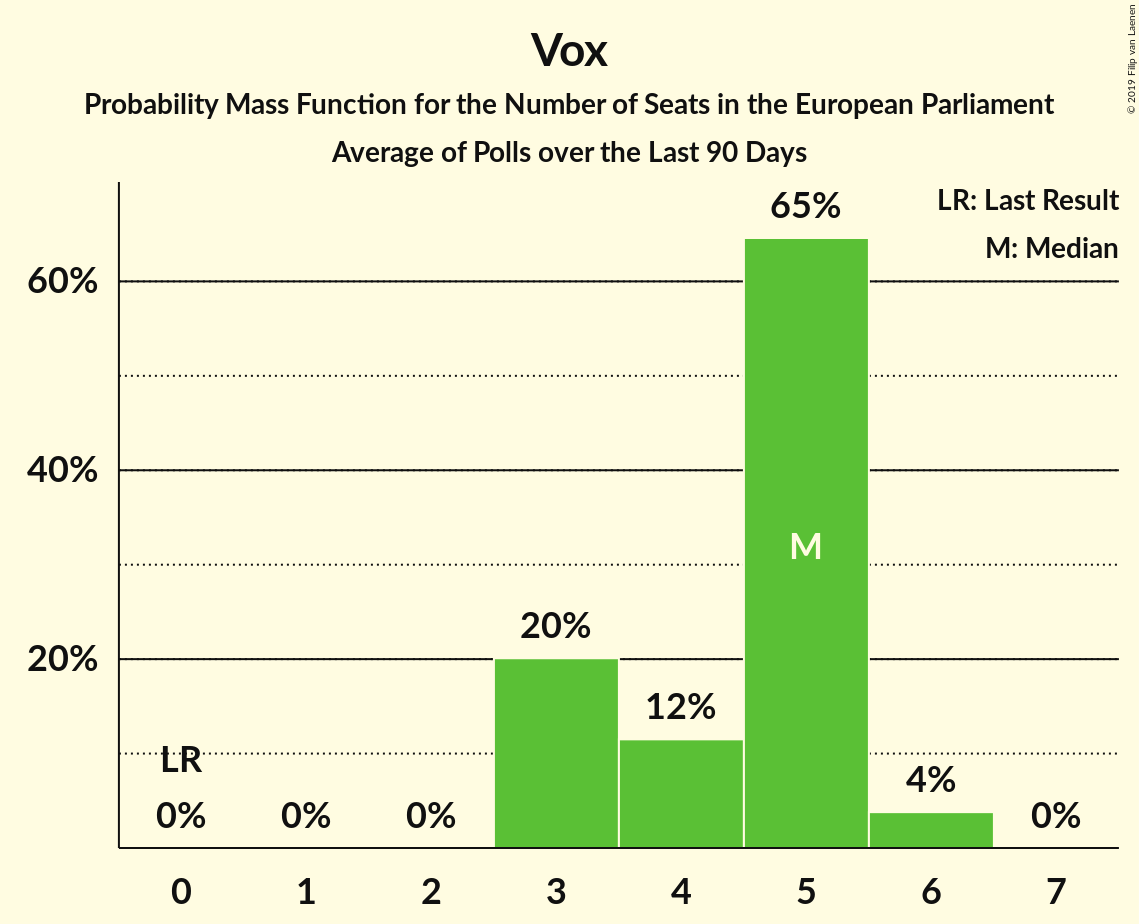 Vox
Probability Mass Function for the Number of Seats in the European Parliament
Average of Polls over the Last 90 Days
© 2019 Filip van Laenen
LR: Last Result
M: Median
65%
60%
40%
M
20%
20%
12%
LR
4%
0%
0%
0%
0%
0
1
2
3
4
5
6
7